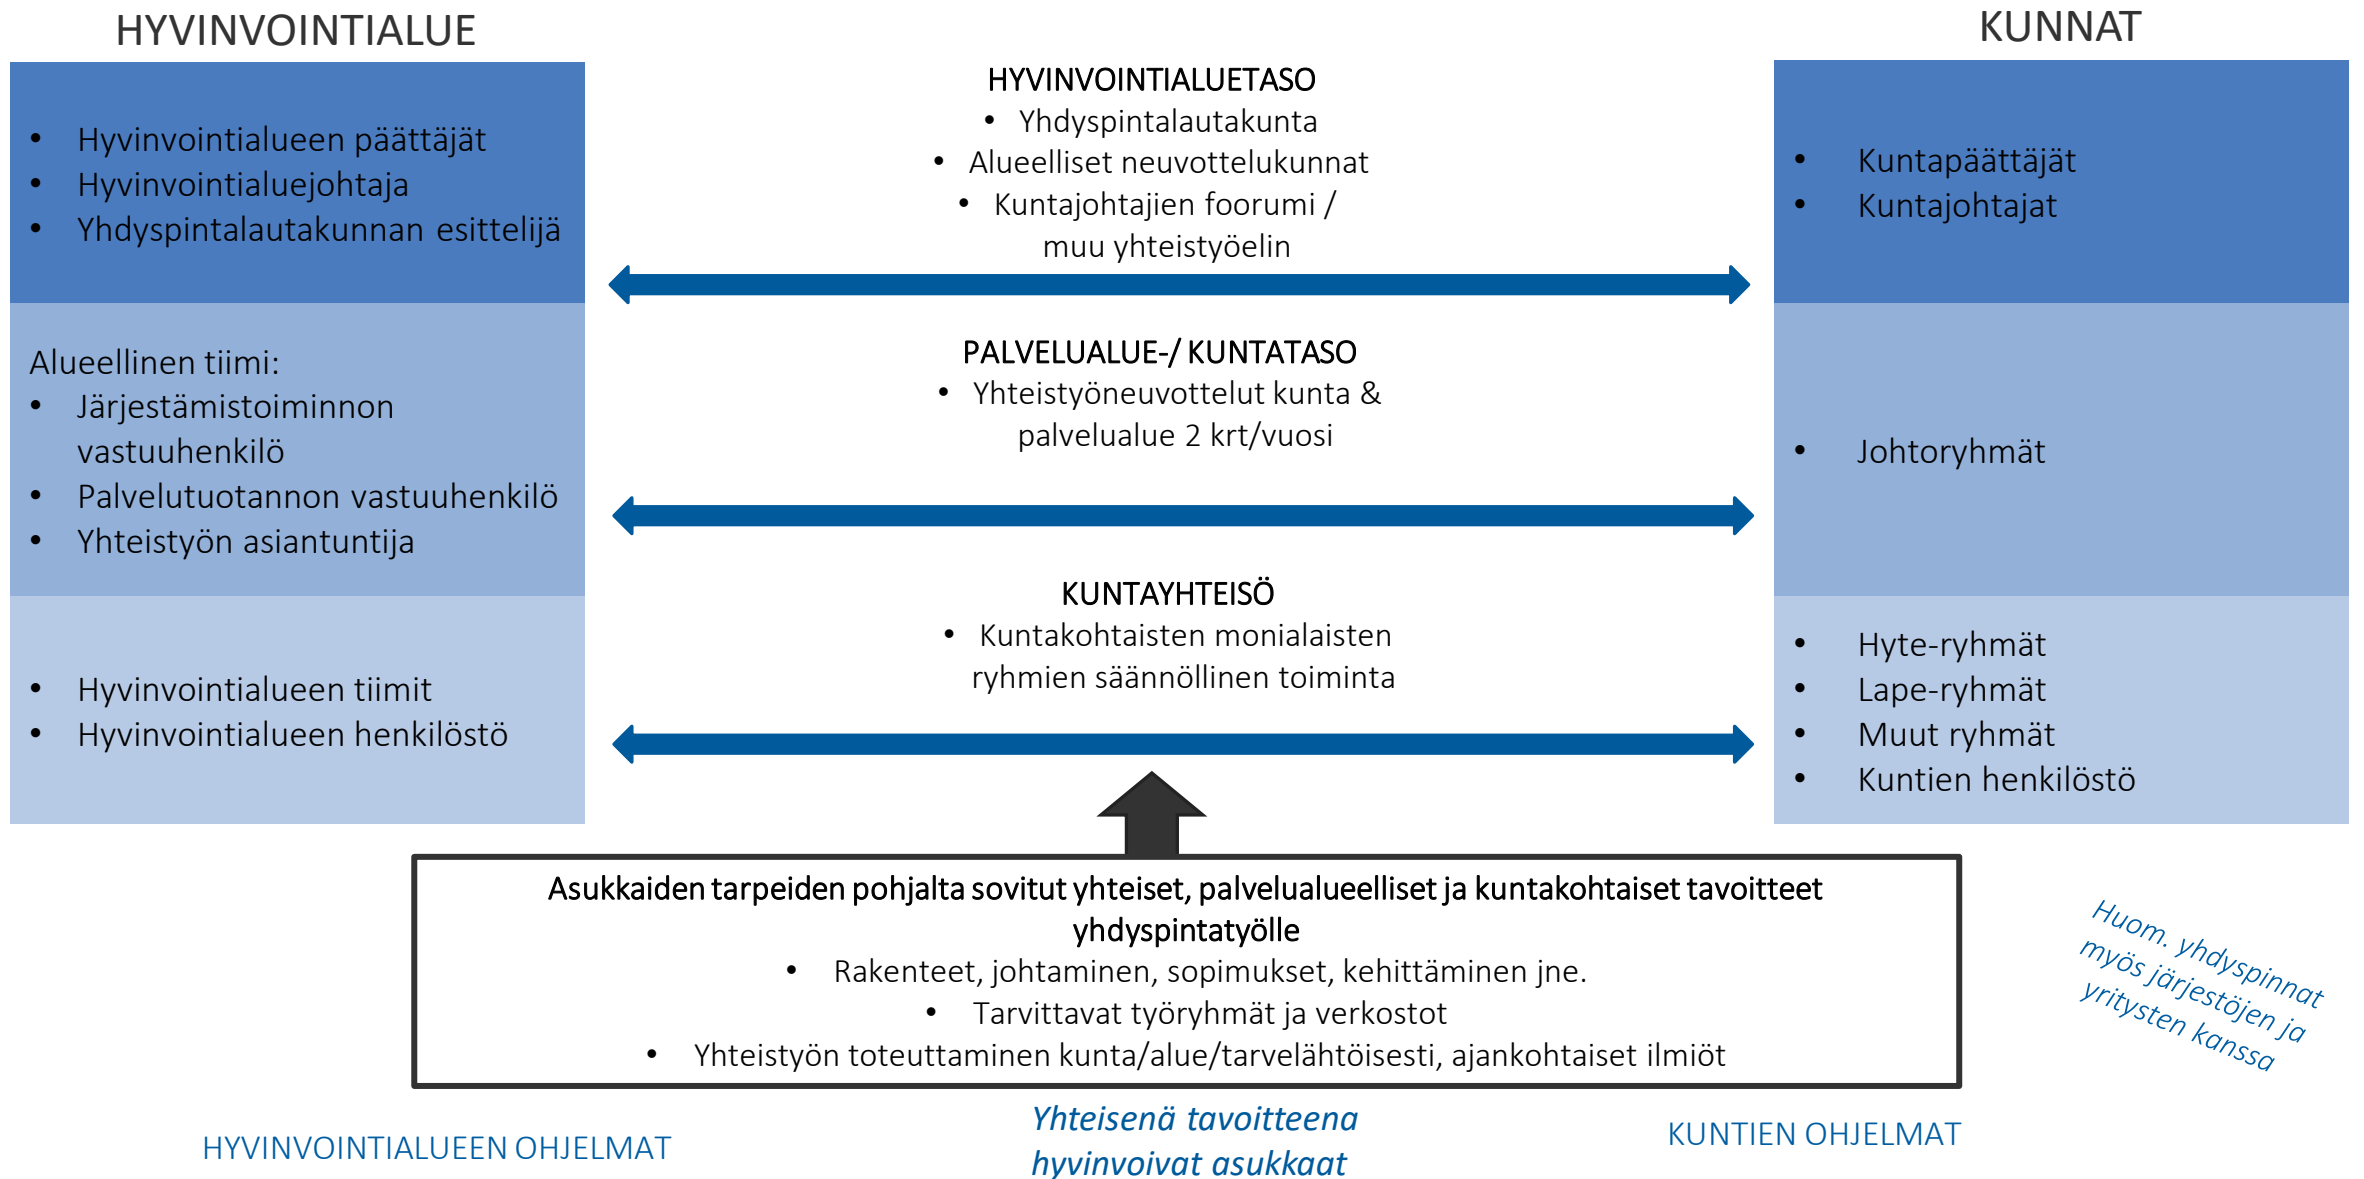 HYVINVOINTIALUE
• Hyvinvointialueen päättäjät
• Hyvinvointialuejohtaja
• Yhdyspintalautakunnan esittelijä
Alueellinen tiimi:
• Järjestämistoiminnon
vastuuhenkilö
• Palvelutuotannon vastuuhenkilö
• Yhteistyön asiantuntija
• Hyvinvointialueen tiimit
• Hyvinvointialueen henkilöstö
HYVINVOINTIALUETASO
• Yhdyspintalautakunta
• Alueelliset neuvottelukunnat
• Kuntajohtajien foorumi /
muu yhteistyöelin
PALVELUALUE-/ KUNTATASO
• Yhteistyöneuvottelut kunta &
palvelualue 2 krt/vuosi
KUNTAYHTEISÖ
• Kuntakohtaisten monialaisten
ryhmien säännöllinen toiminta
KUNNAT
• Kuntapäättäjät
• Kuntajohtajat
• Johtoryhmät
• Hyte-ryhmät
• Lape-ryhmät
• Muut ryhmät
• Kuntien henkilöstö
Asukkaiden tarpeiden pohjalta sovitut yhteiset, palvelualueelliset ja kuntakohtaiset tavoitteet
yhdyspintatyölle
• Rakenteet, johtaminen, sopimukset, kehittäminen jne.
• Tarvittavat työryhmät ja verkostot
• Yhteistyön toteuttaminen kunta/alue/tarvelähtöisesti, ajankohtaiset ilmiöt
Huom. yhdyspinnat
myös järjestöjen ja
yritysten kanssa
HYVINVOINTIALUEEN OHJELMAT
Yhteisenä tavoitteena
hyvinvoivat asukkaat
KUNTIEN OHJELMAT